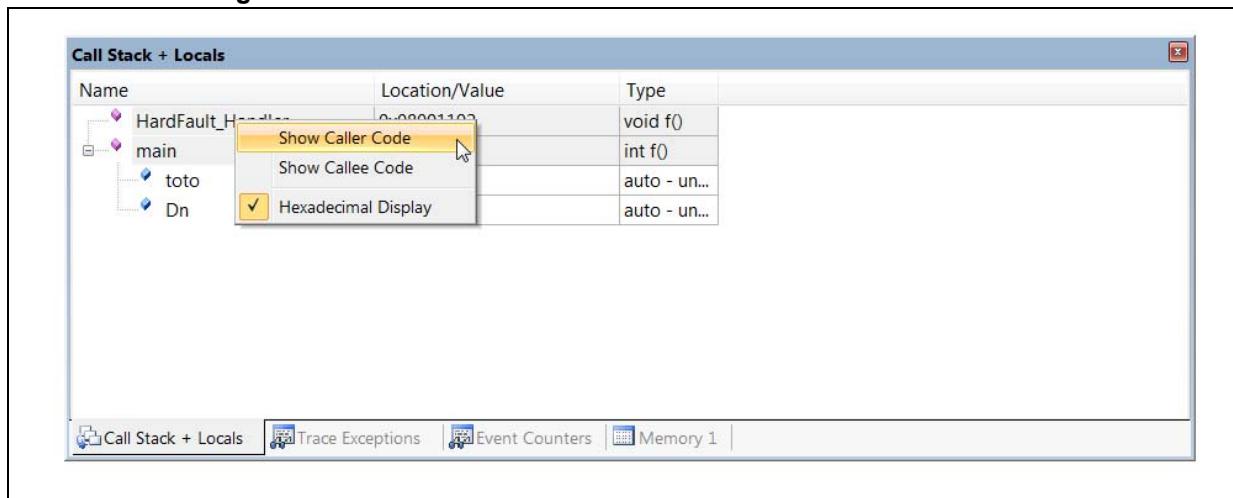 Call Stack + Locals
Name Location/Value Type
HardFault_Handler void f()
Show Caller Code
main int f()
Show Callee Code
toto auto - un...
Hexadecimal Display
Dn auto - un...
Call Stack + Locals Trace Exceptions Event Counters Memory 1